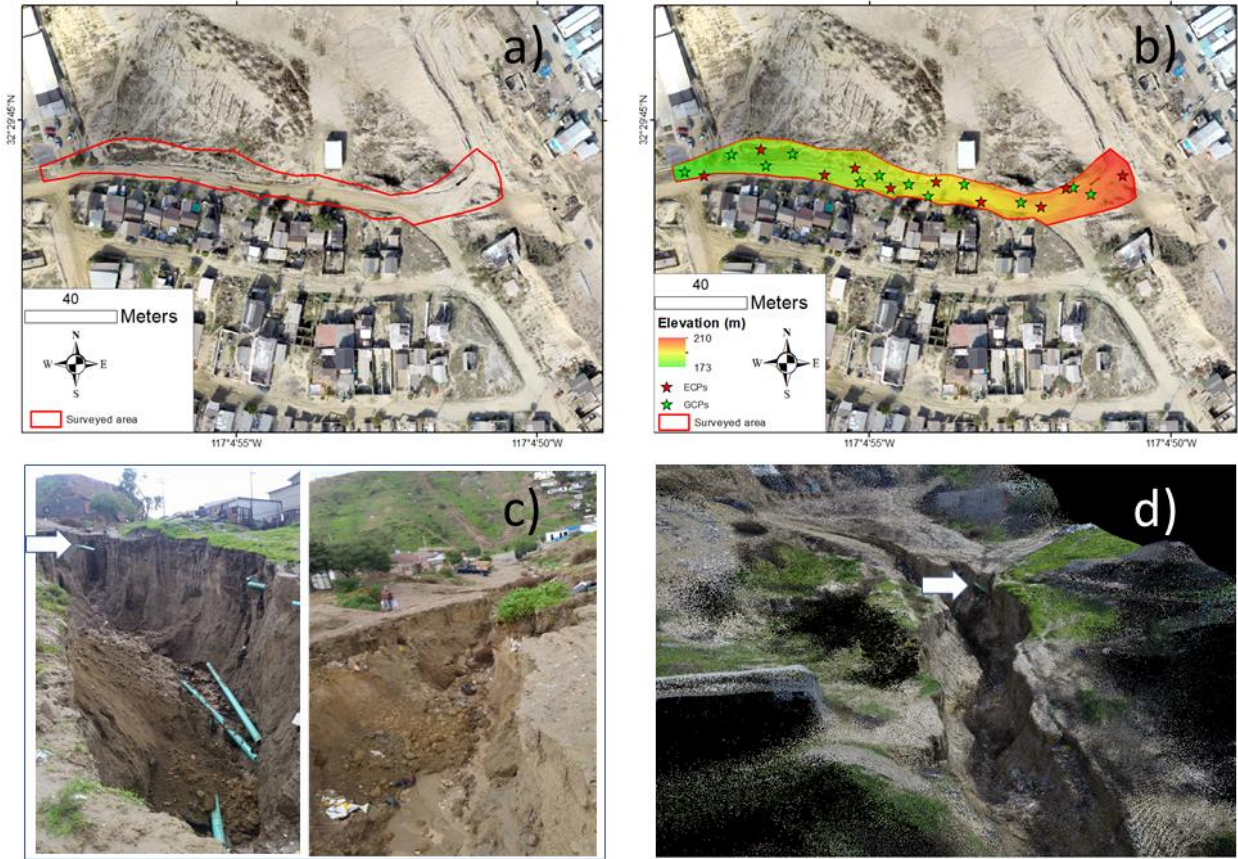 a)
32°29'45"N
40
Meters
N
W E
S
Surveyed area
117°4'55"W 117°4'50"W
b)
32°29'45"N
40
Meters
Elevation (m)
210
173
ECPs
GCPs
Surveyed area
N
W E
S
117°4'55"W 117°4'50"W
c)
d)